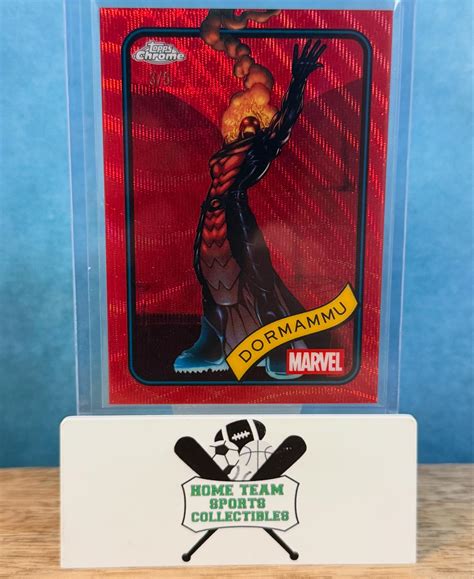 Topps
Chrome
DORMAMMU
MARVEL
HOME TEAM
SPORTS
COLLECTIBLES